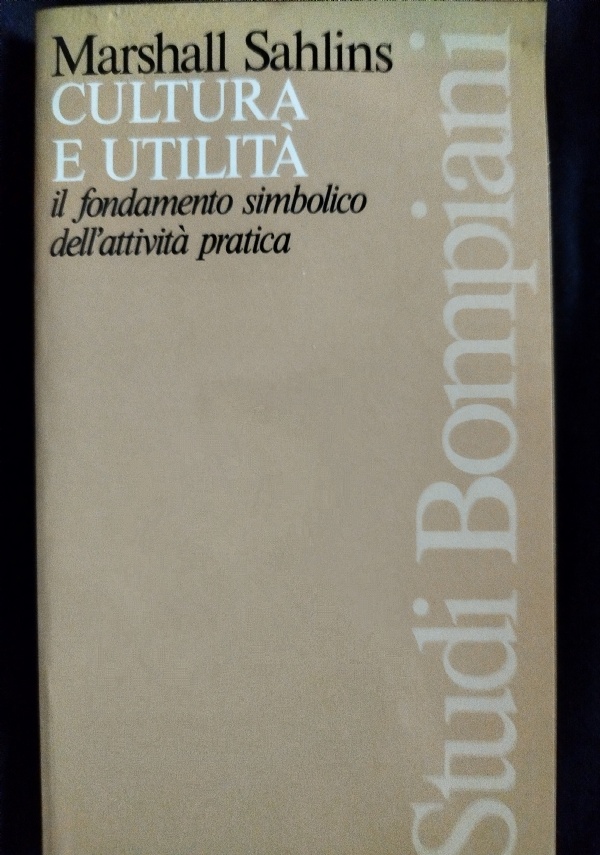 Marshall Sahlins
CULTURA
E UTILITÀ
il fondamento simbolico
dell'attività pratica
Studi Bompiani